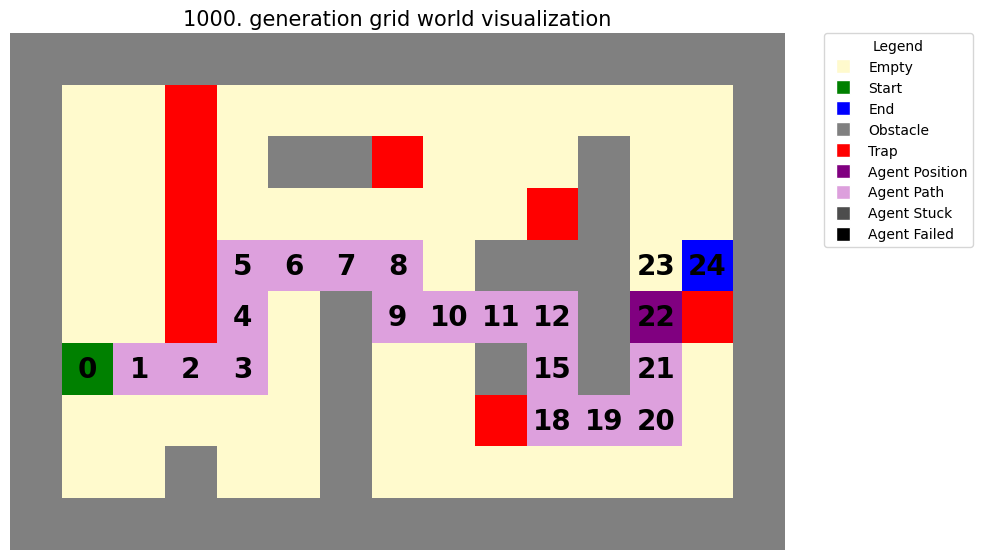 1000. generation grid world visualization
Legend
Empty
Start
End
Obstacle
Trap
Agent Position
Agent Path
Agent Stuck
Agent Failed
5 6 7 8 23 24
4 9 10 11 12 22
0 1 2 3 15 21
18 19 20